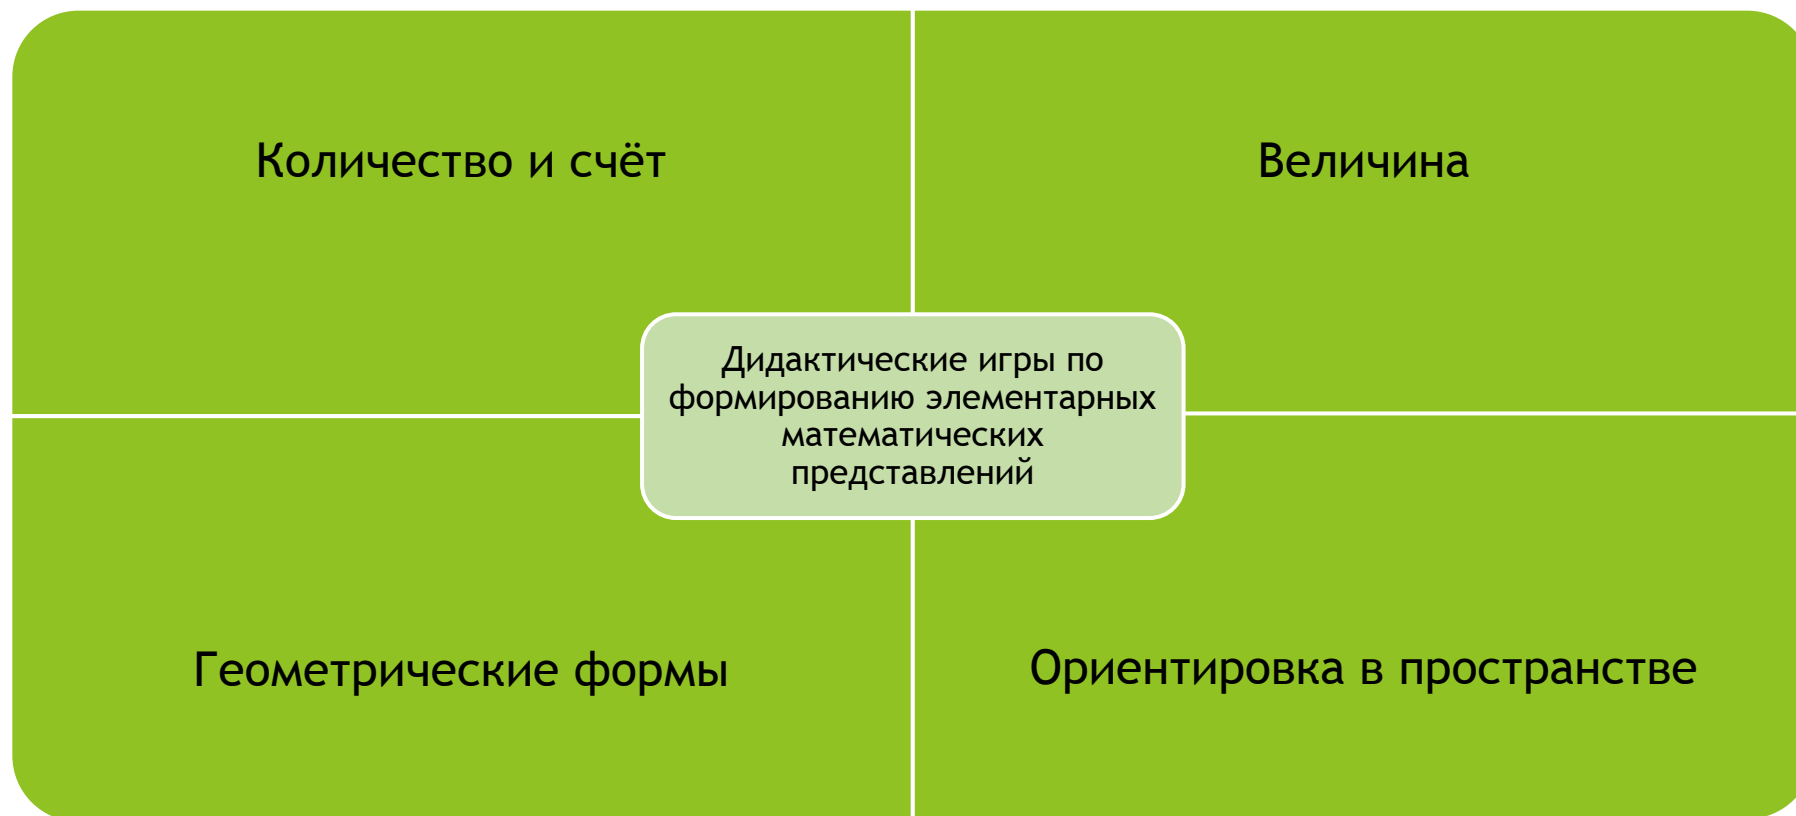 Количество и счёт
Величина
Дидактические игры по
формированию элементарных
математических
представлений
Геометрические формы
Ориентировка в пространстве